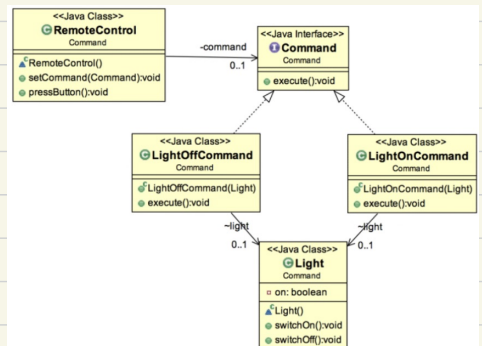 <<Java Class>>
RemoteControl
Command
RemoteControl()
setCommand(Command):void
pressButton():void
-command
0..1
<<Java Interface>>
Command
Command
execute():void
<<Java Class>>
LightOffCommand
Command
LightOffCommand(Light)
execute():void
<<Java Class>>
LightOnCommand
Command
LightOnCommand(Light)
execute():void
~light
0..1
~light
0..1
<<Java Class>>
Light
Command
on: boolean
Light()
switchOn():void
switchOff():void